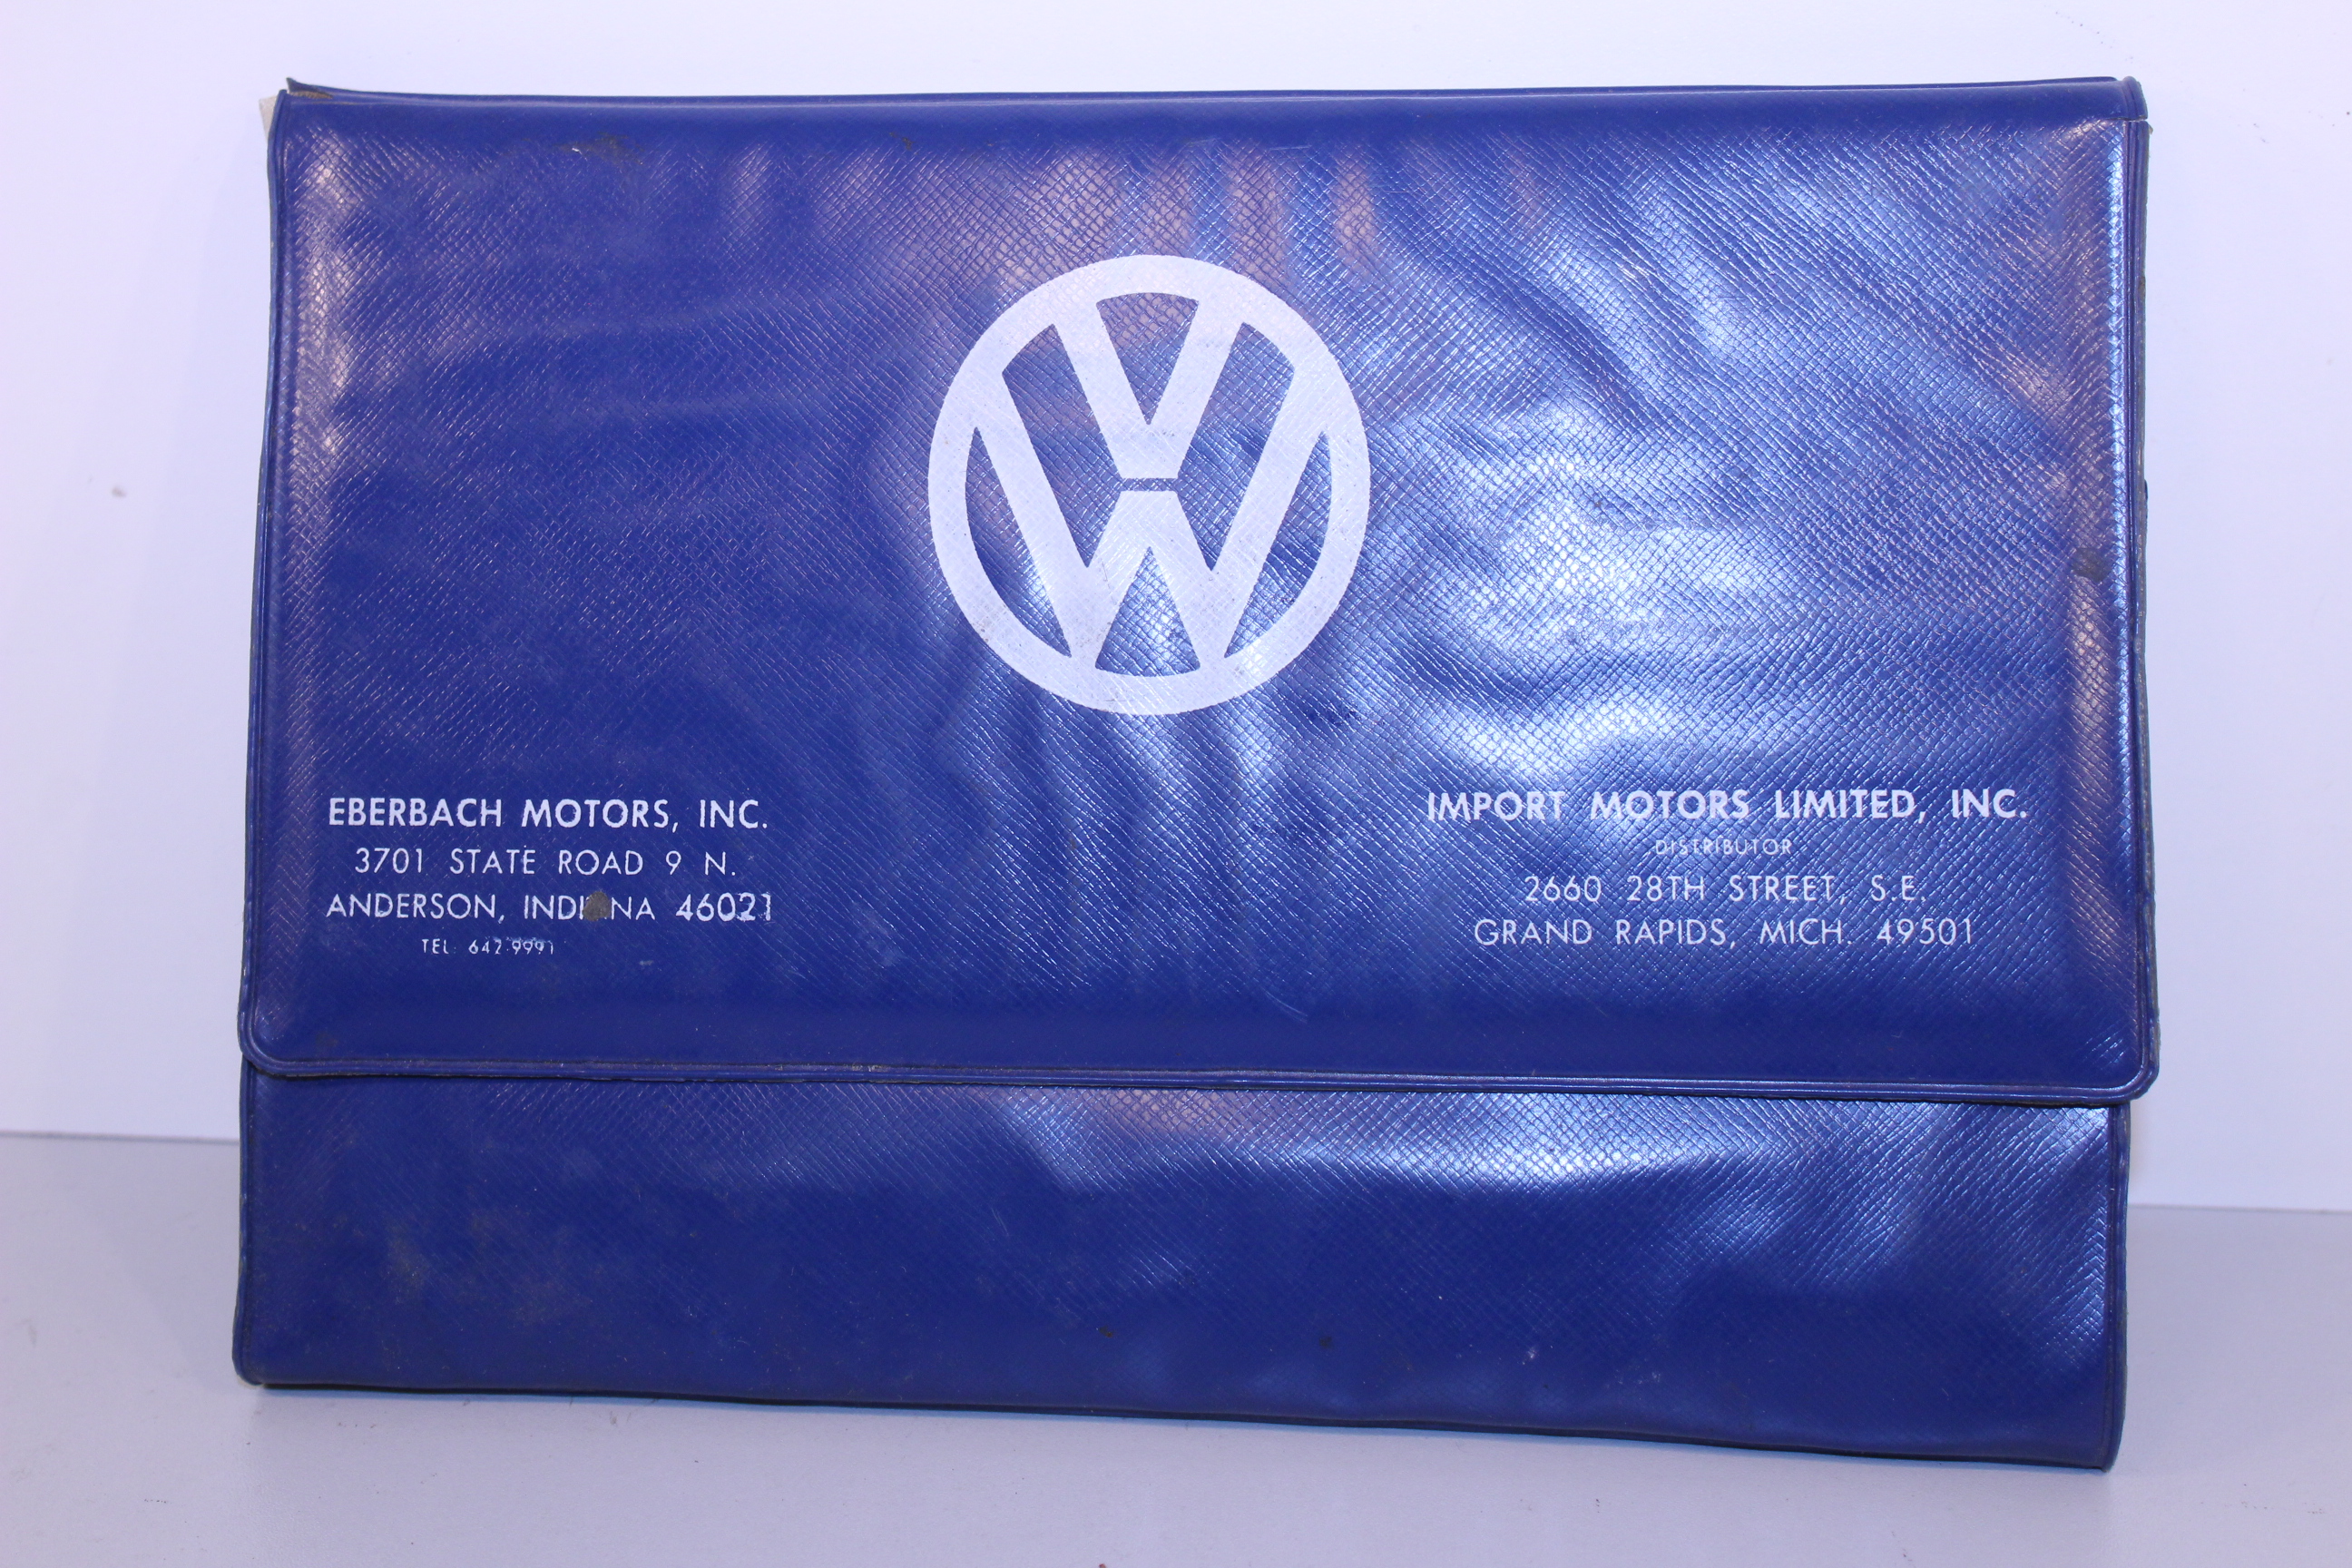 VW
EBERBACH MOTORS, INC.
3701 STATE ROAD 9 N.
ANDERSON, INDIANA 46021
TEL. 642-9991
IMPORT MOTORS LIMITED, INC.
DISTRIBUTOR
2660 28TH STREET, S.E.
GRAND RAPIDS, MICH. 49501